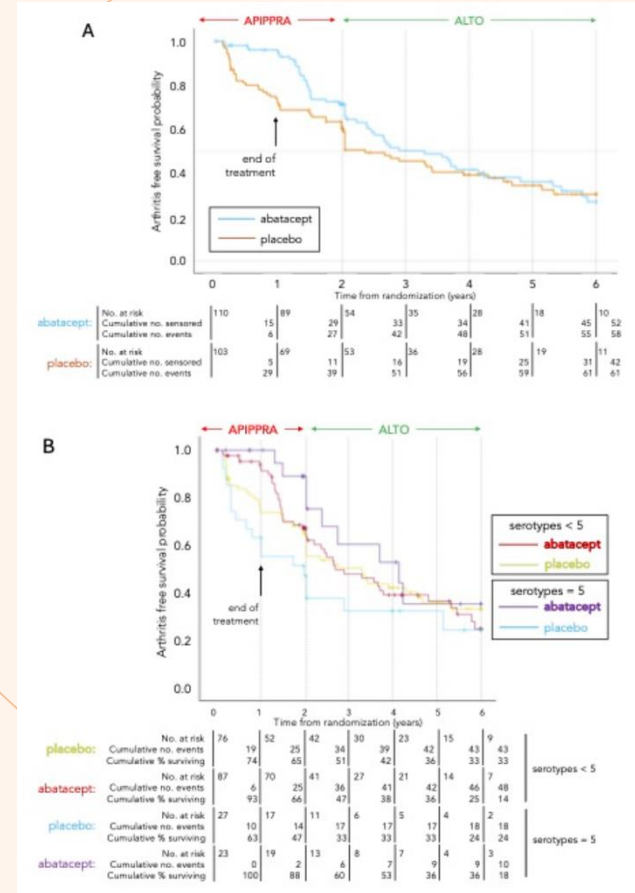 A
APIPPRA
ALTO
Arthritis free survival probability
1.0
0.8
0.6
0.4
0.2
0.0
end of
treatment
abatacept
placebo
0 1 2 3 4 5 6
Time from randomization (years)
abatacept:
No. at risk 110 89 54 35 28 18 10
Cumulative no. sensored 15 29 33 34 41 45 52
Cumulative no. events 6 27 42 48 51 55 58
placebo:
No. at risk 103 69 53 36 28 19 11
Cumulative no. sensored 5 11 16 19 25 31 42
Cumulative no. events 29 39 51 56 59 61 61
B
APIPPRA
ALTO
Arthritis free survival probability
1.0
0.8
0.6
0.4
0.2
0.0
end of
treatment
serotypes < 5
abatacept
placebo
serotypes = 5
abatacept
placebo
0 1 2 3 4 5 6
Time from randomization (years)
placebo:
No. at risk 76 52 42 30 23 15 9
Cumulative no. events 19 25 34 39 42 43 43
Cumulative % surviving 74 65 51 42 36 33 33
abatacept:
No. at risk 87 70 41 27 21 14 7
Cumulative no. events 6 25 36 41 42 46 48
Cumulative % surviving 93 66 47 38 36 25 14
serotypes < 5
placebo:
No. at risk 27 17 11 6 5 4 2
Cumulative no. events 10 14 17 17 17 18 18
Cumulative % surviving 63 47 33 33 33 24 24
abatacept:
No. at risk 23 19 13 8 7 4 3
Cumulative no. events 0 2 6 7 9 9 10
Cumulative % surviving 100 88 60 53 36 36 18
serotypes = 5